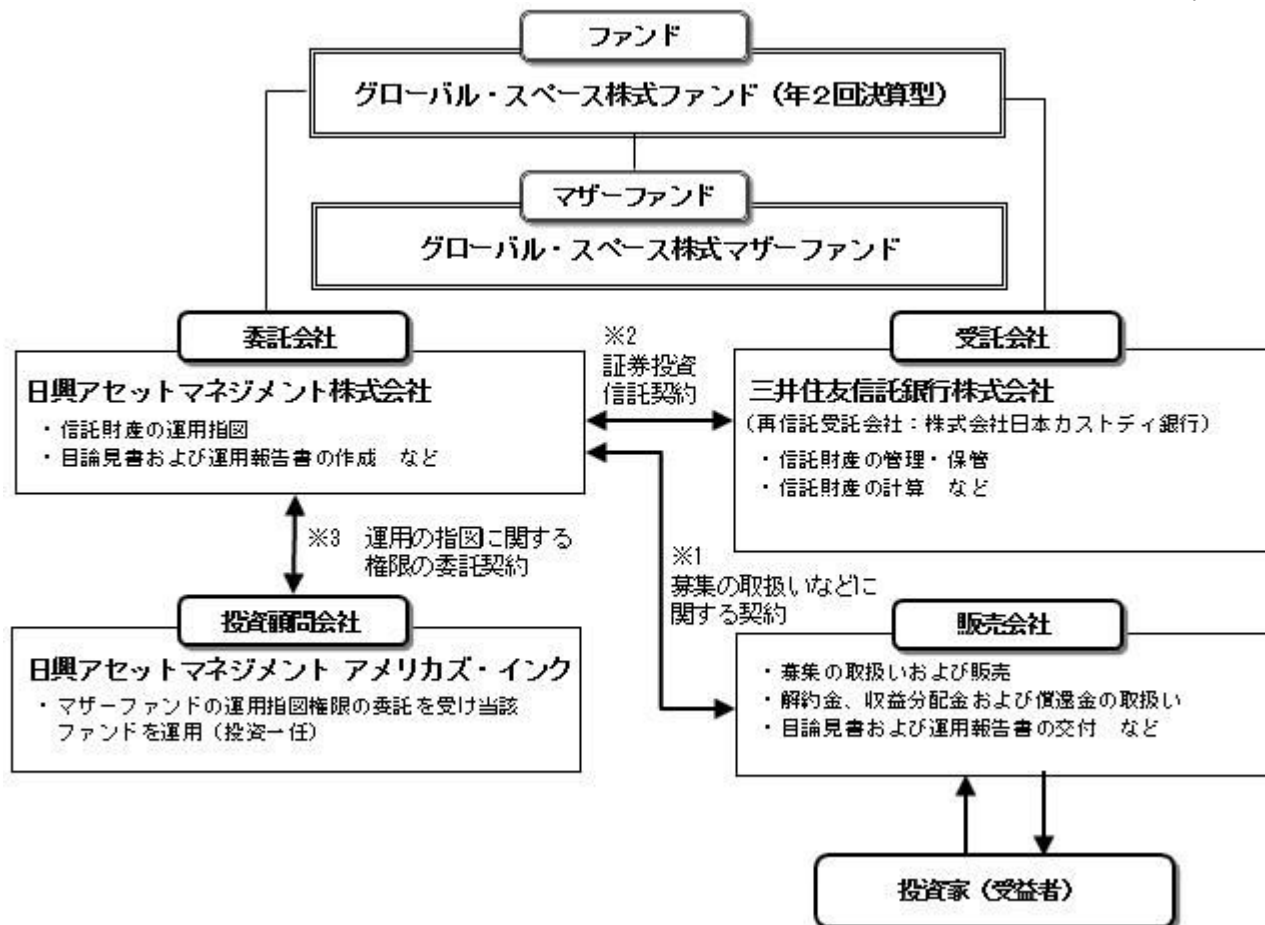 ファンド
グローバル・スペース株式ファンド（年２回決算型）
マザーファンド
グローバル・スペース株式マザーファンド
委託会社
日興アセットマネジメント株式会社
・信託財産の運用指図
・目論見書および運用報告書の作成　など
※2
証券投資
信託契約
受託会社
三井住友信託銀行株式会社
（再信託受託会社：株式会社日本カストディ銀行）
・信託財産の管理・保管
・信託財産の計算　など
※3　運用の指図に関する
権限の委託契約
※1
募集の取扱いなどに
関する契約
投資顧問会社
日興アセットマネジメント アメリカズ・インク
・マザーファンドの運用指図権限の委託を受け当該
ファンドを運用（投資一任）
販売会社
・募集の取扱いおよび販売
・解約金、収益分配金および償還金の取扱い
・目論見書および運用報告書の交付　など
投資家（受益者）